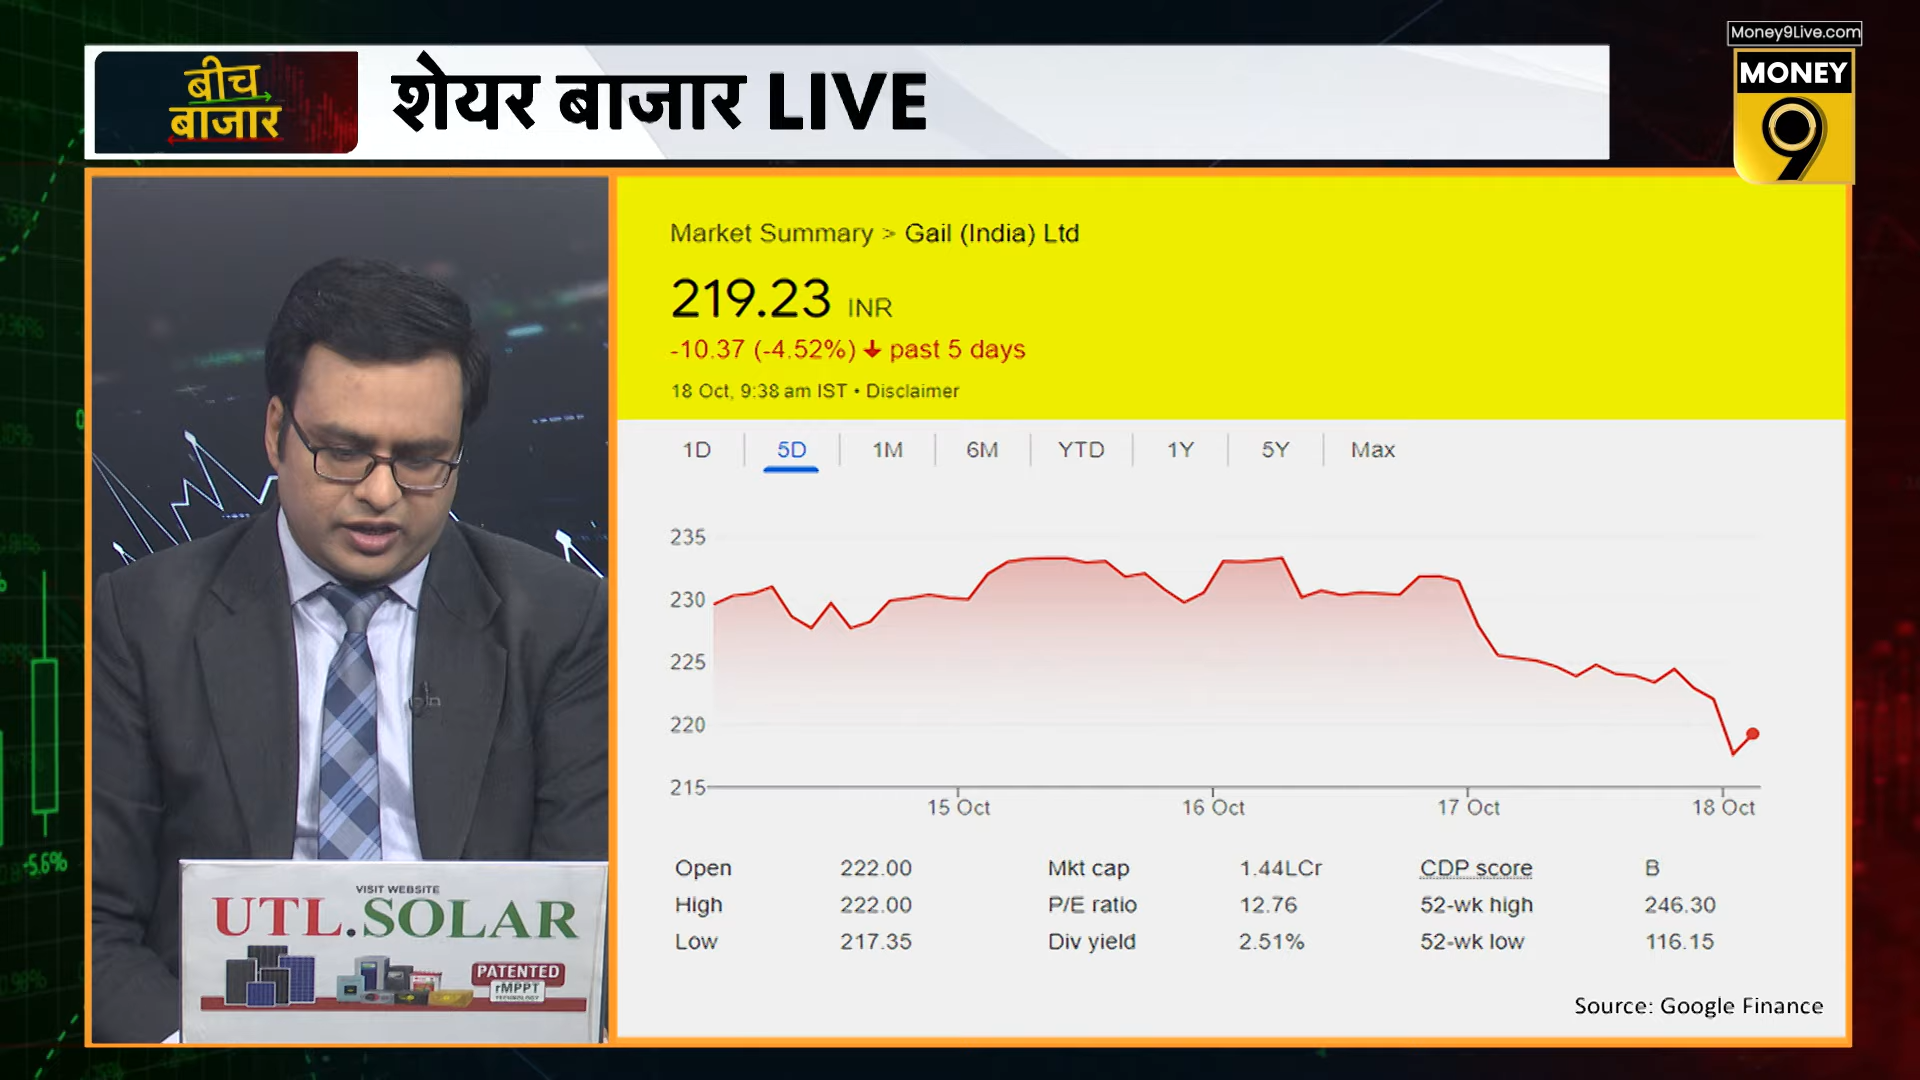 Money9Live.com
MONEY
9
बीच
बाजार
शेयर बाजार LIVE
Market Summary > Gail (India) Ltd
219.23 INR
-10.37 (-4.52%) ↓ past 5 days
18 Oct, 9:38 am IST • Disclaimer
1D 5D 1M 6M YTD 1Y 5Y Max
235
230
225
220
215
15 Oct 16 Oct 17 Oct 18 Oct
Open 222.00 Mkt cap 1.44LCr CDP score B
High 222.00 P/E ratio 12.76 52-wk high 246.30
Low 217.35 Div yield 2.51% 52-wk low 116.15
Source: Google Finance
VISIT WEBSITE
UTL.SOLAR
PATENTED
rMPPT
TECHNOLOGY
-5.6%